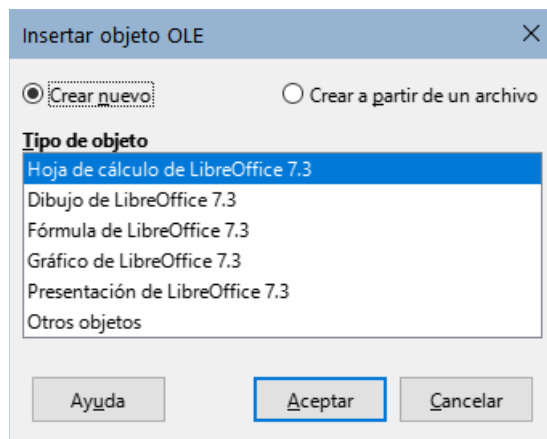 Insertar objeto OLE
Crear nuevo Crear a partir de un archivo
Tipo de objeto
Hoja de cálculo de LibreOffice 7.3
Dibujo de LibreOffice 7.3
Fórmula de LibreOffice 7.3
Gráfico de LibreOffice 7.3
Presentación de LibreOffice 7.3
Otros objetos
Ayuda Aceptar Cancelar